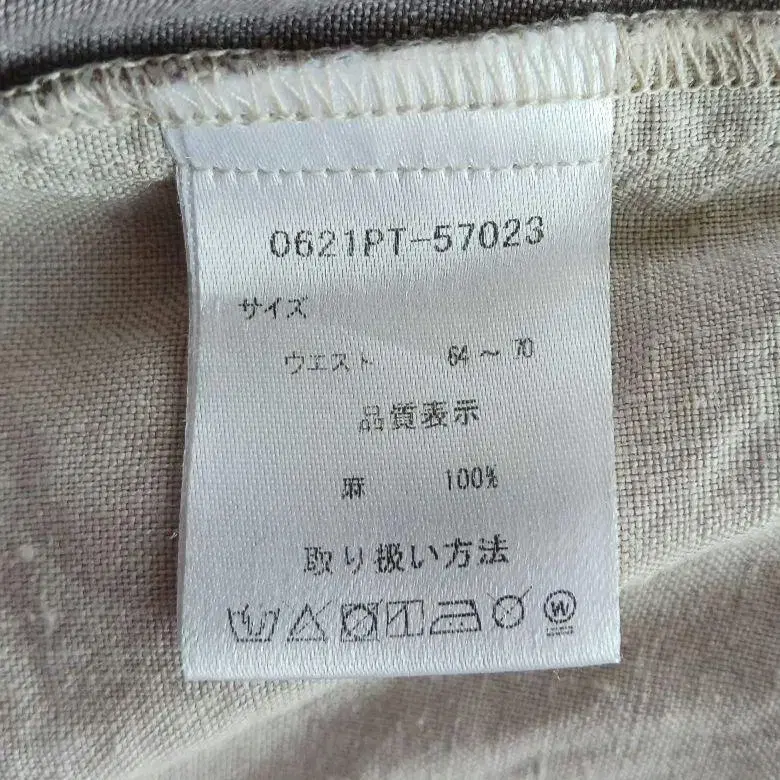 0621PT-57023
サイズ
ウエスト 64～70
品質表示
麻 100%
取り扱い方法
W